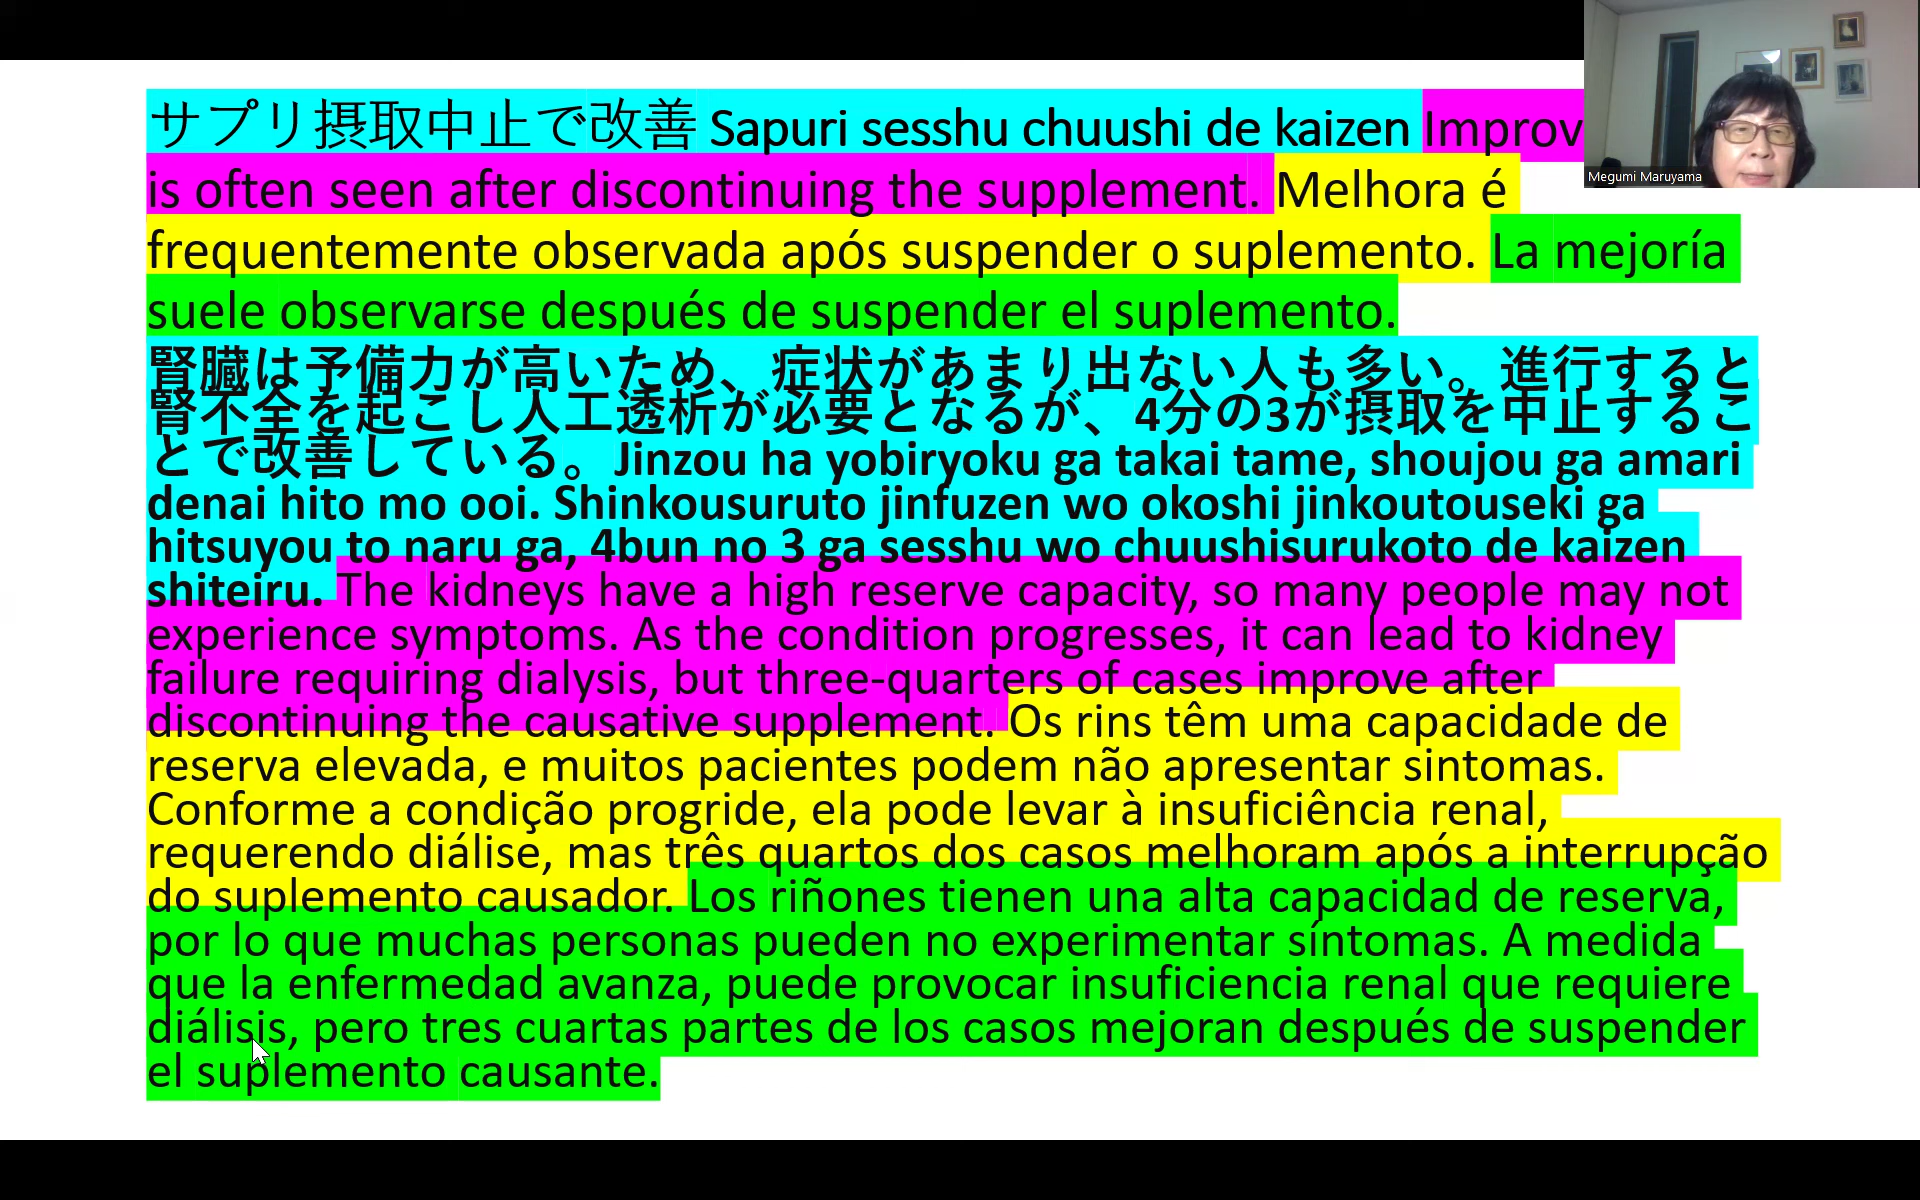 サプリ摂取中止で改善 Sapuri sesshu chuushi de kaizen
Megumi Maruyama
is often seen after discontinuing the supplement. Melhora é
frequentemente observada após suspender o suplemento. La mejoría
suele observarse después de suspender el suplemento.
腎臓は予備力が高いため、症状があまり出ない人も多い。進行すると
腎不全を起こし人工透析が必要となるが、4分の3が摂取を中止するこ
とで改善している。Jinzou ha yobiryoku ga takai tame, shoujou ga amari
denai hito mo ooi. Shinkousuruto jinfuzen wo okoshi jinkoutouseki ga
hitsuyou to naru ga, 4bun no 3 ga sesshu wo chuushisurukoto de kaizen
shiteiru. The kidneys have a high reserve capacity, so many people may not
experience symptoms. As the condition progresses, it can lead to kidney
failure requiring dialysis, but three-quarters of cases improve after
discontinuing the causative supplement. Os rins têm uma capacidade de
reserva elevada, e muitos pacientes podem não apresentar sintomas.
Conforme a condição progride, ela pode levar à insuficiência renal,
requerendo diálise, mas três quartos dos casos melhoram após a interrupção
do suplemento causador. Los riñones tienen una alta capacidad de reserva,
por lo que muchas personas pueden no experimentar síntomas. A medida
que la enfermedad avanza, puede provocar insuficiencia renal que requiere
diálisis, pero tres cuartas partes de los casos mejoran después de suspender
el suplemento causante.